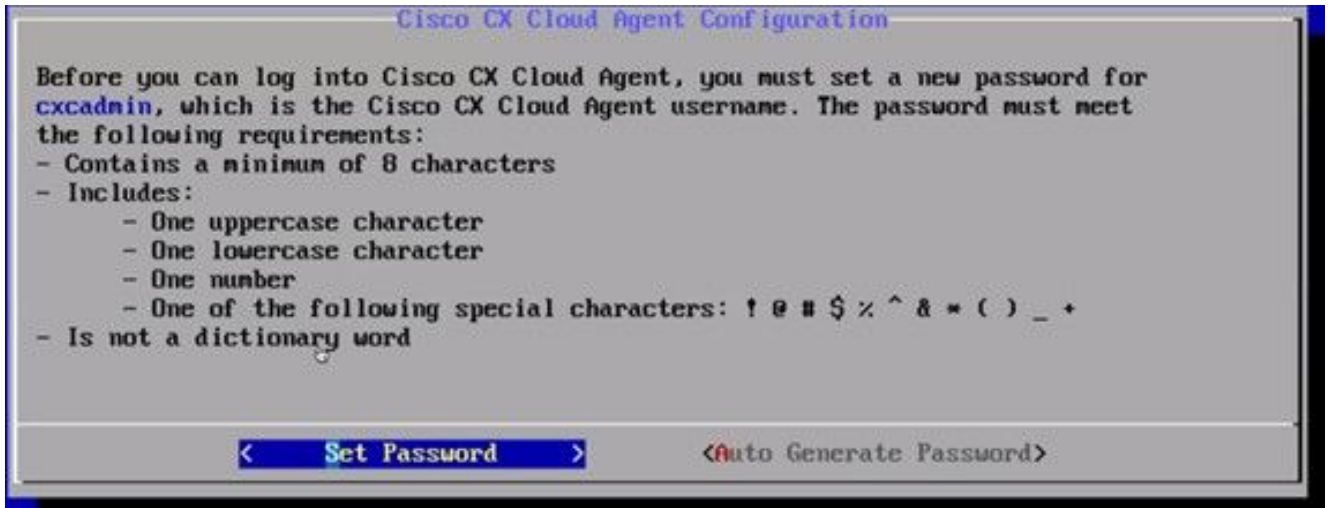 Cisco CX Cloud Agent Configuration
Before you can log into Cisco CX Cloud Agent, you must set a new password for
cxcadmin, which is the Cisco CX Cloud Agent username. The password must meet
the following requirements:
- Contains a minimum of 8 characters
- Includes:
- One uppercase character
- One lowercase character
- One number
- One of the following special characters: ! @ # $ % ^ & * ( ) _ +
- Is not a dictionary word
< Set Password > <Auto Generate Password>